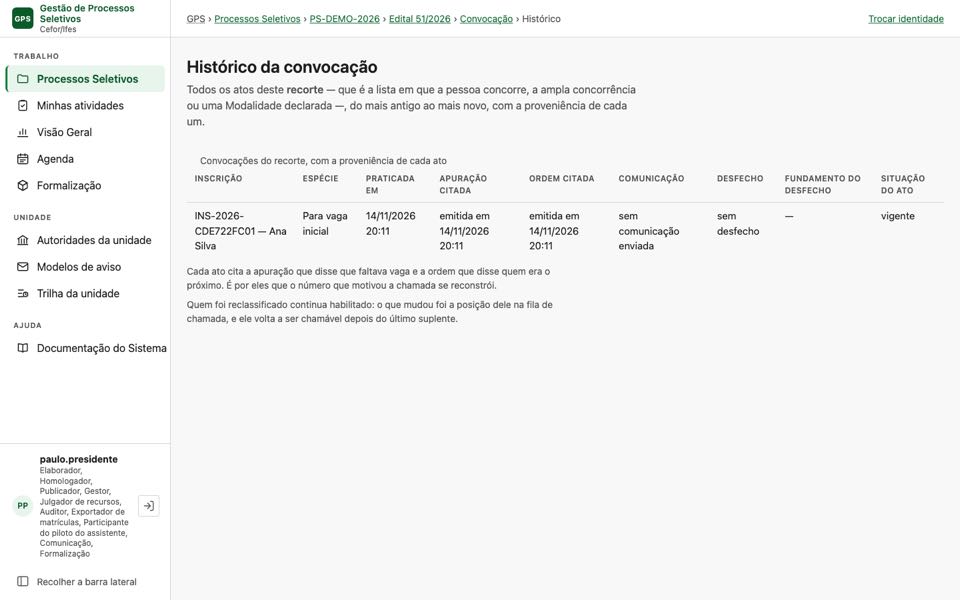 GPS
Gestão de Processos
Seletivos
Cefor/Ifes
GPS › Processos Seletivos › PS-DEMO-2026 › Edital 51/2026 › Convocação › Histórico
Trocar identidade
TRABALHO
Processos Seletivos
Minhas atividades
Visão Geral
Agenda
Formalização
UNIDADE
Autoridades da unidade
Modelos de aviso
Trilha da unidade
AJUDA
Documentação do Sistema
PP
paulo.presidente
Elaborador,
Homologador,
Publicador, Gestor,
Julgador de recursos,
Auditor, Exportador de
matrículas, Participante
do piloto do assistente,
Comunicação,
Formalização
Recolher a barra lateral
Histórico da convocação
Todos os atos deste recorte — que é a lista em que a pessoa concorre, a ampla concorrência
ou uma Modalidade declarada —, do mais antigo ao mais novo, com a proveniência de cada
um.
Convocações do recorte, com a proveniência de cada ato
INSCRIÇÃO
ESPÉCIE
PRATICADA
EM
APURAÇÃO
CITADA
ORDEM CITADA
COMUNICAÇÃO
DESFECHO
FUNDAMENTO DO
DESFECHO
SITUAÇÃO
DO ATO
INS-2026-
CDE722FC01 — Ana
Silva
Para vaga
inicial
14/11/2026
20:11
emitida em
14/11/2026
20:11
emitida em
14/11/2026
20:11
sem
comunicação
enviada
sem
desfecho
—
vigente
Cada ato cita a apuração que disse que faltava vaga e a ordem que disse quem era o
próximo. É por eles que o número que motivou a chamada se reconstrói.
Quem foi reclassificado continua habilitado: o que mudou foi a posição dele na fila de
chamada, e ele volta a ser chamável depois do último suplente.